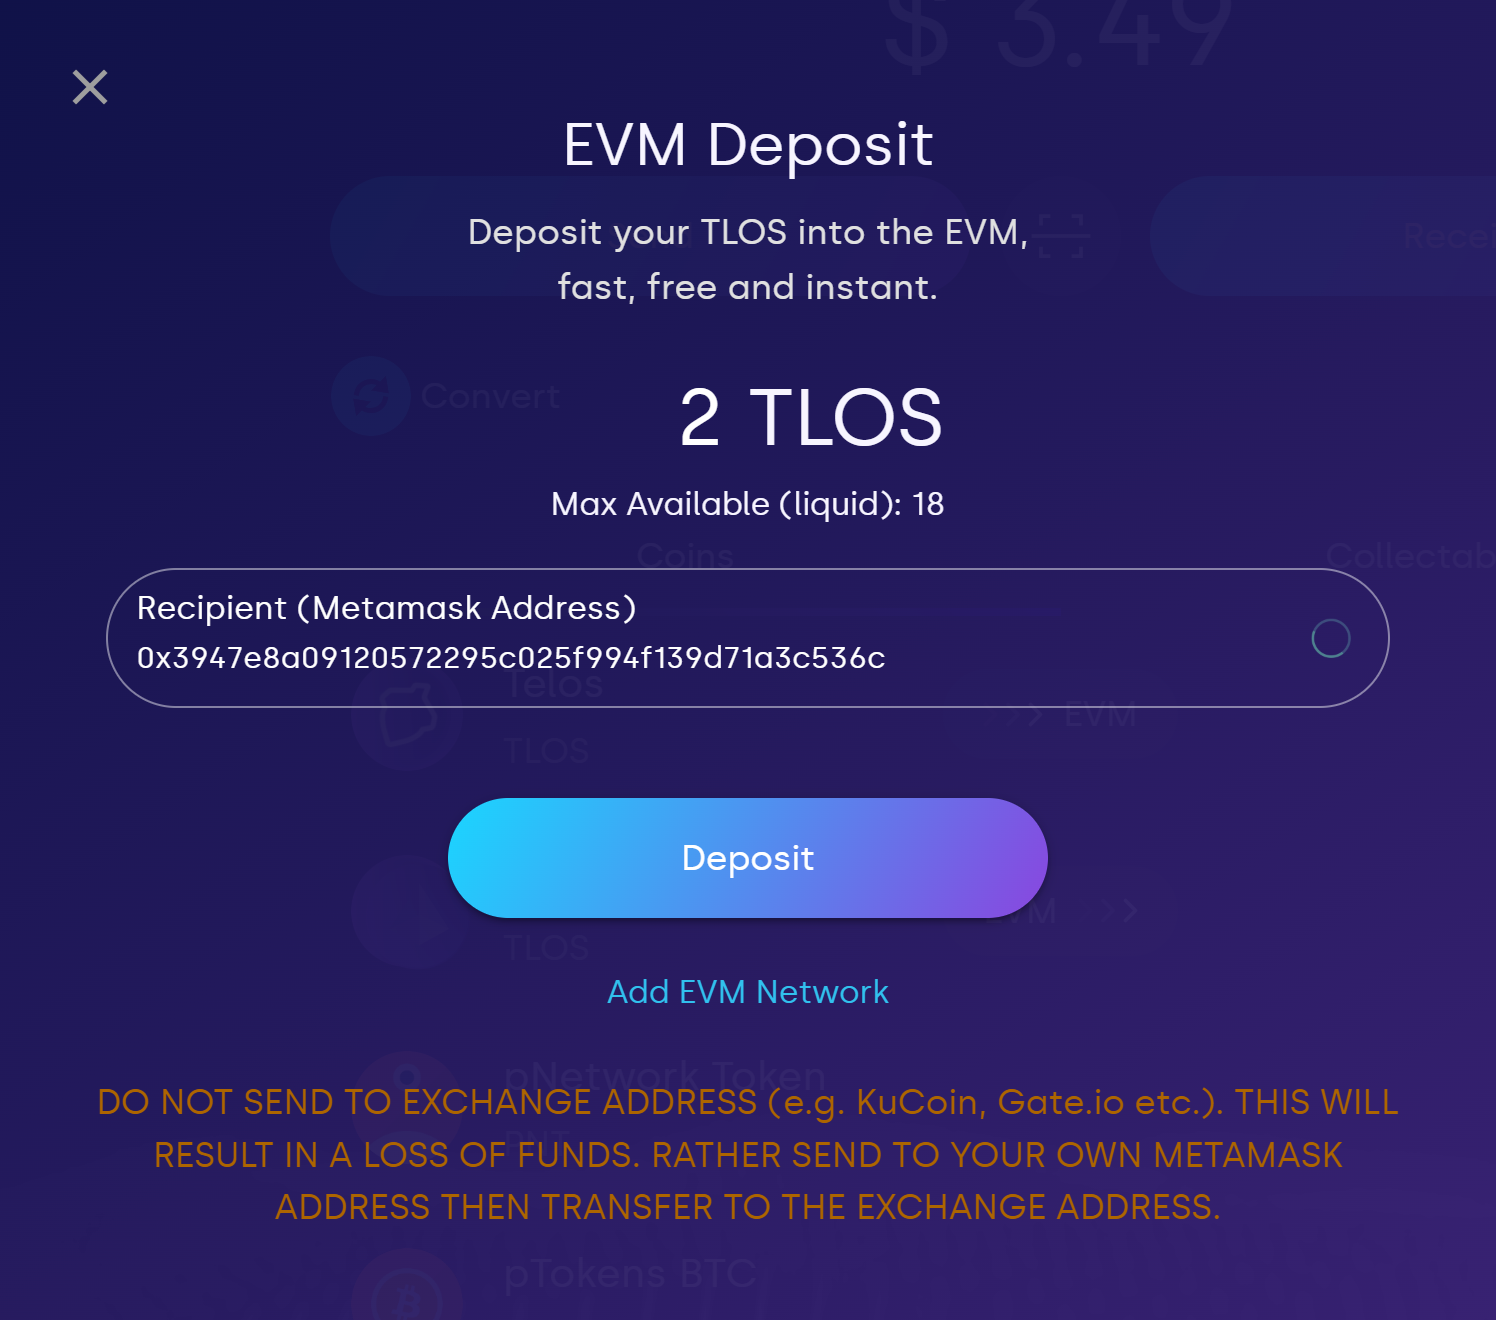 $ 3.49
EVM Deposit
Deposit your TLOS into the EVM,
fast, free and instant.
Convert
2 TLOS
Max Available (liquid): 18
Coins
Recipient (Metamask Address)
0x3947e8a09120572295c025f994f139d71a3c536c
Telos
EVM
TLOS
Deposit
EVM
TLOS
Add EVM Network
pNetwork Token
DO NOT SEND TO EXCHANGE ADDRESS (e.g. KuCoin, Gate.io etc.). THIS WILL
PNT
RESULT IN A LOSS OF FUNDS. RATHER SEND TO YOUR OWN METAMASK
ADDRESS THEN TRANSFER TO THE EXCHANGE ADDRESS.
pTokens BTC